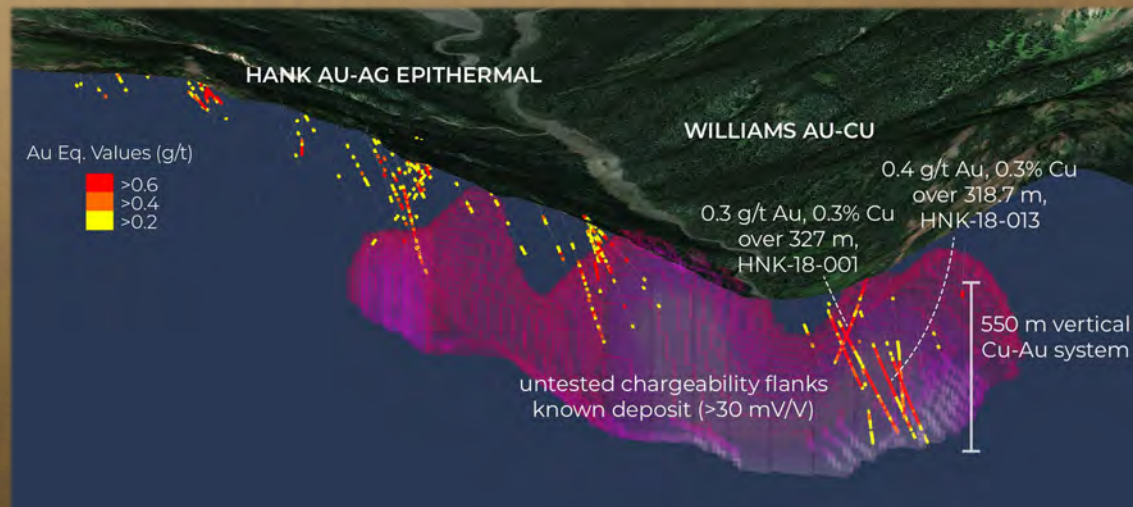 HANK AU-AG EPITHERMAL
WILLIAMS AU-CU
Au Eq. Values (g/t)
>0.6
>0.4
>0.2
0.4 g/t Au, 0.3% Cu
over 318.7 m,
HNK-18-013
0.3 g/t Au, 0.3% Cu
over 327 m,
HNK-18-001
550 m vertical
Cu-Au system
untested chargeability flanks
known deposit (>30 mV/V)